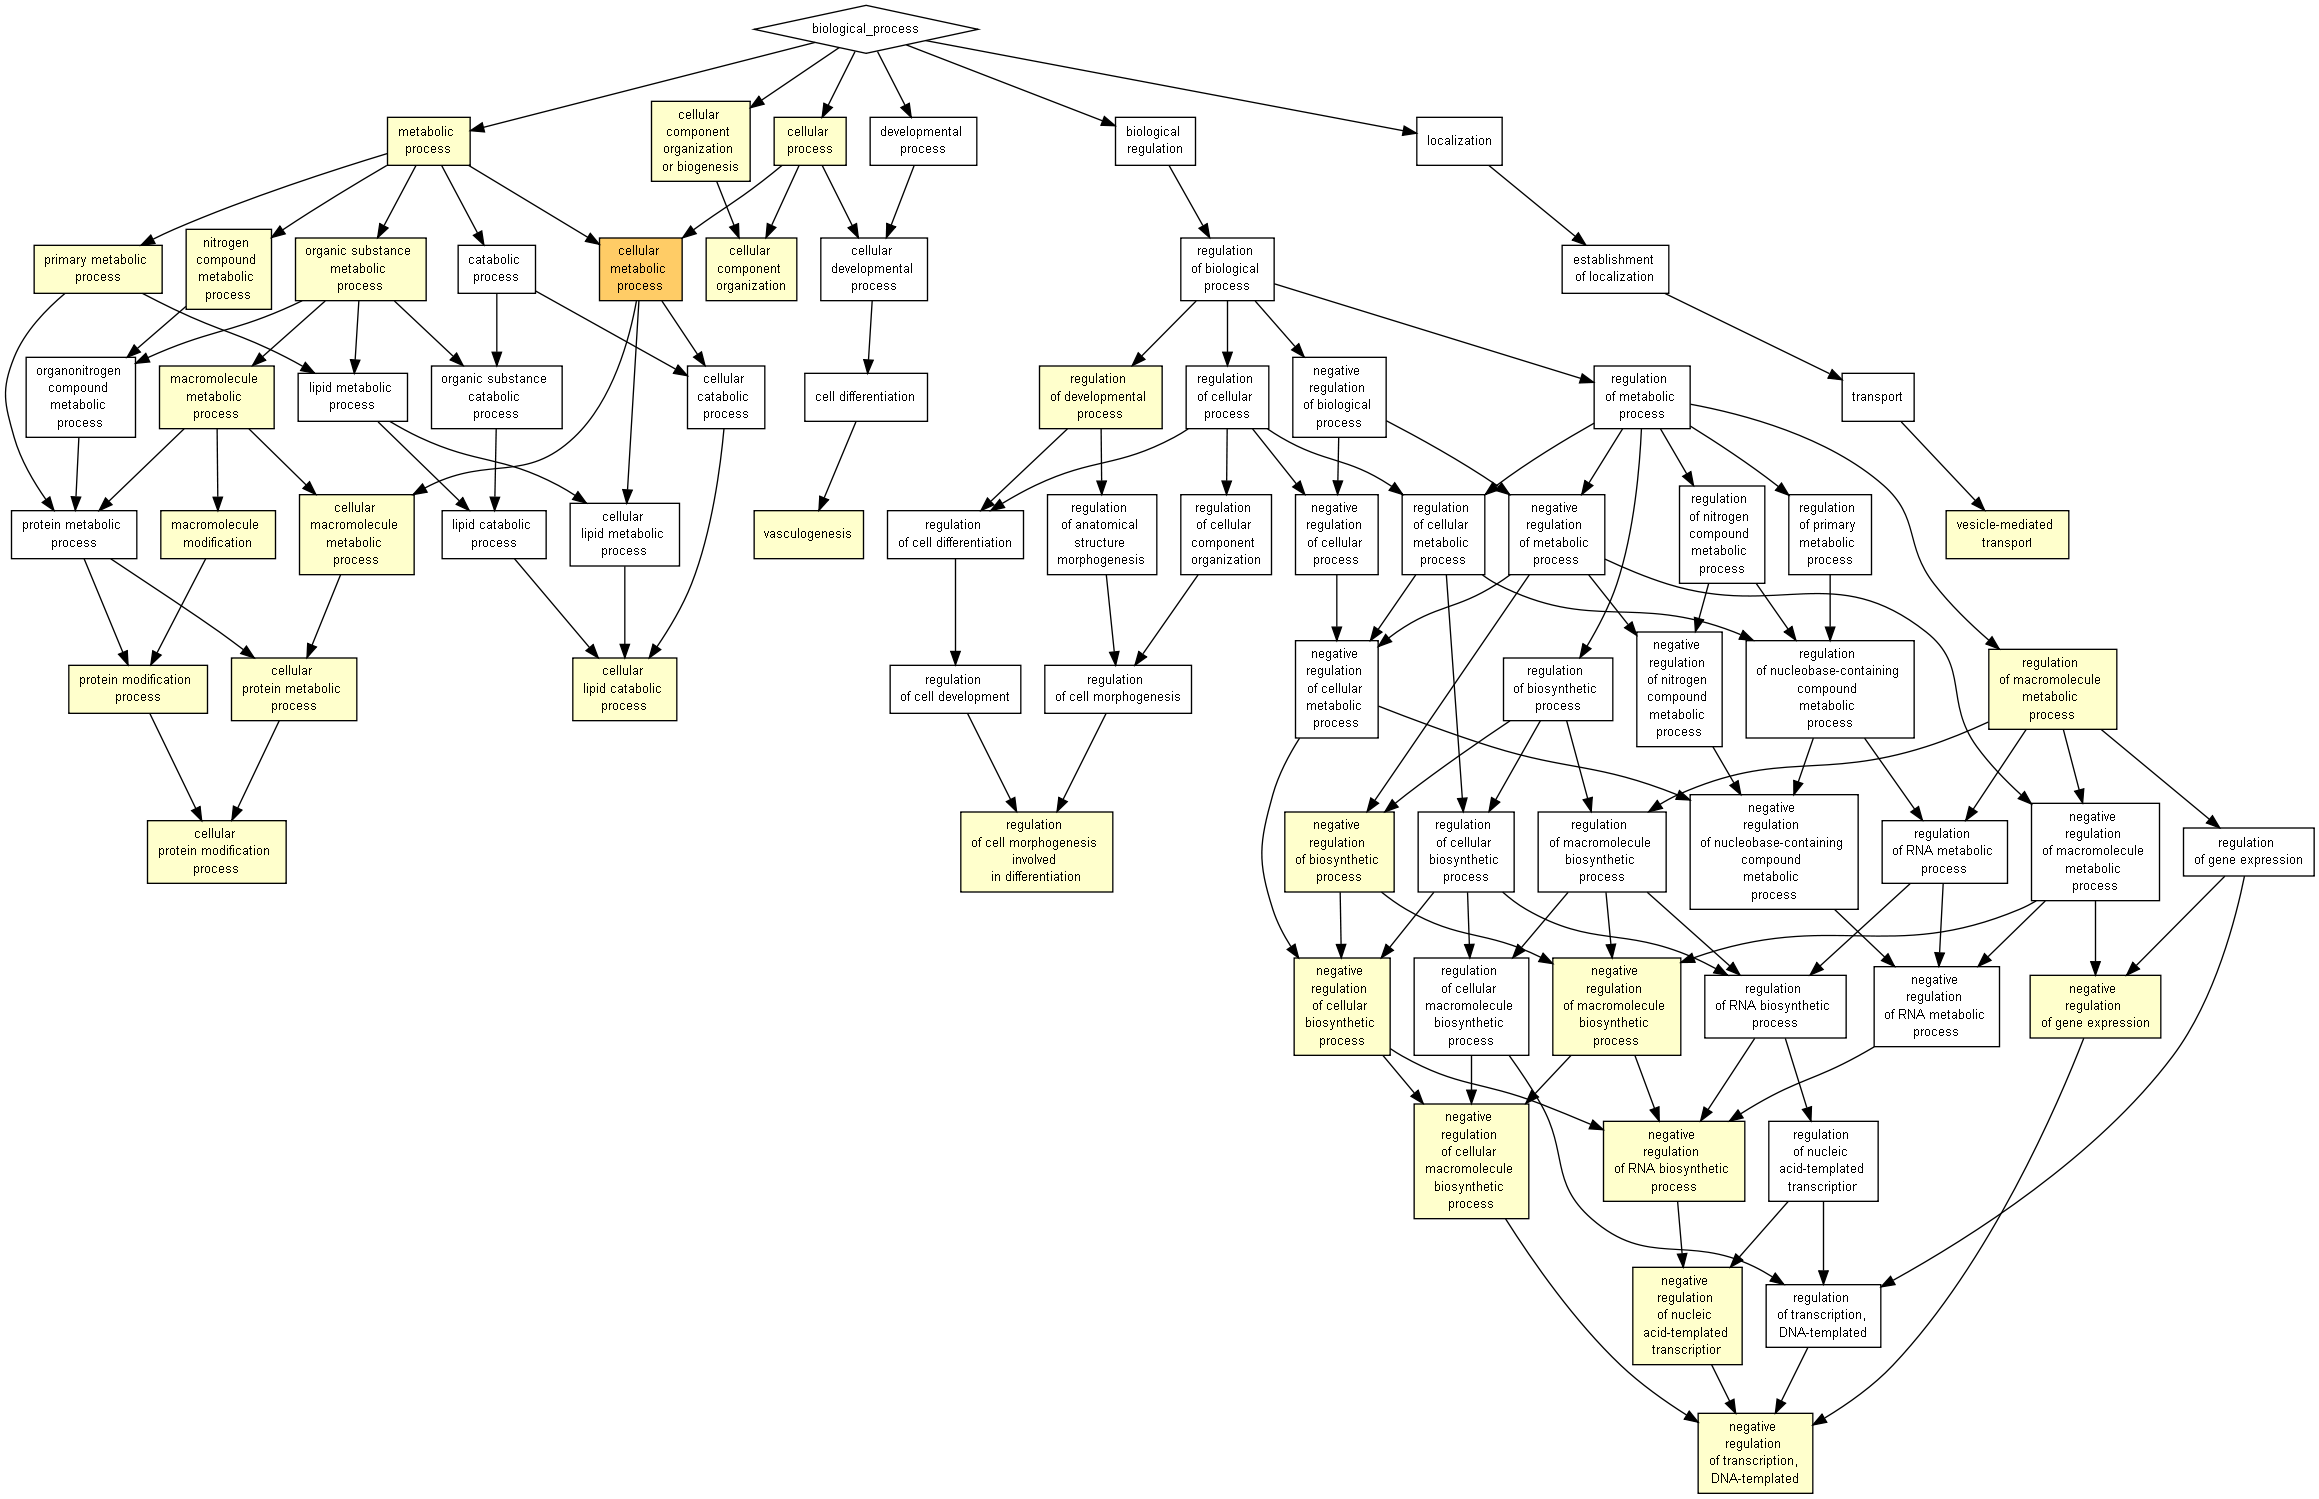 biological_process
metabolic
process
cellular
component
organization
or biogenesis
cellular
process
developmental
process
biological
regulation
localization
primary metabolic
process
nitrogen
compound
metabolic
process
organic substance
metabolic
process
catabolic
process
cellular
metabolic
process
cellular
component
organization
cellular
developmental
process
regulation
of biological
process
establishment
of localization
organonitrogen
compound
metabolic
process
macromolecule
metabolic
process
lipid metabolic
process
organic substance
catabolic
process
cellular
catabolic
process
cell differentiation
regulation
of developmental
process
regulation
of cellular
process
negative
regulation
of biological
process
regulation
of metabolic
process
transport
protein metabolic
process
macromolecule
modification
cellular
macromolecule
metabolic
process
lipid catabolic
process
cellular
lipid metabolic
process
vasculogenesis
regulation
of cell differentiation
regulation
of anatomical
structure
morphogenesis
regulation
of cellular
component
organization
negative
regulation
of cellular
process
regulation
of cellular
metabolic
process
negative
regulation
of metabolic
process
regulation
of nitrogen
compound
metabolic
process
regulation
of primary
metabolic
process
vesicle-mediated
transport
protein modification
process
cellular
protein metabolic
process
cellular
lipid catabolic
process
regulation
of cell development
regulation
of cell morphogenesis
negative
regulation
of cellular
metabolic
process
regulation
of biosynthetic
process
negative
regulation
of nitrogen
compound
metabolic
process
regulation
of nucleobase-containing
compound
metabolic
process
regulation
of macromolecule
metabolic
process
cellular
protein modification
process
regulation
of cell morphogenesis
involved
in differentiation
negative
regulation
of biosynthetic
process
regulation
of cellular
biosynthetic
process
regulation
of macromolecule
biosynthetic
process
negative
regulation
of nucleobase-containing
compound
metabolic
process
regulation
of RNA metabolic
process
negative
regulation
of macromolecule
metabolic
process
regulation
of gene expression
negative
regulation
of cellular
biosynthetic
process
regulation
of cellular
macromolecule
biosynthetic
process
negative
regulation
of macromolecule
biosynthetic
process
regulation
of RNA biosynthetic
process
negative
regulation
of RNA metabolic
process
negative
regulation
of gene expression
negative
regulation
of cellular
macromolecule
biosynthetic
process
negative
regulation
of RNA biosynthetic
process
regulation
of nucleic
acid-templated
transcription
negative
regulation
of nucleic
acid-templated
transcription
regulation
of transcription,
DNA-templated
negative
regulation
of transcription,
DNA-templated